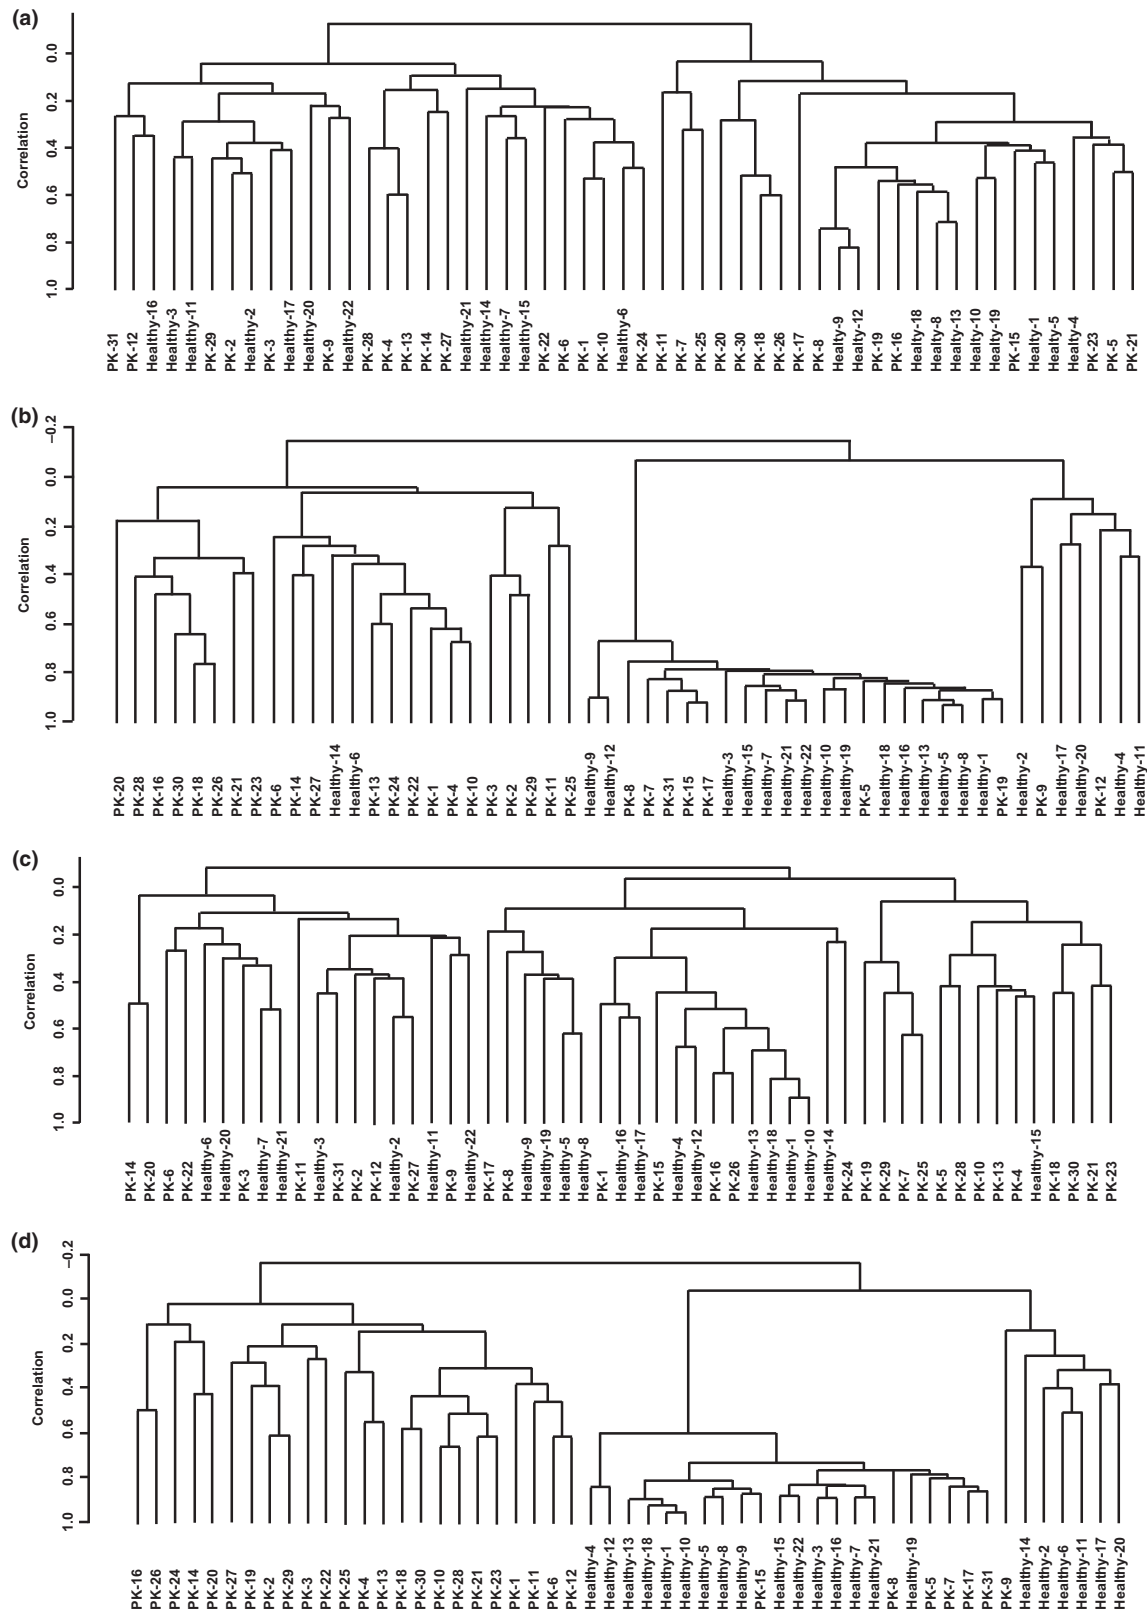 (a)
0.0
0.2
0.4
0.6
0.8
1.0
Correlation
PK-31
PK-12
Healthy-16
Healthy-3
Healthy-11
PK-29
PK-2
Healthy-2
PK-3
Healthy-17
Healthy-20
PK-9
Healthy-22
PK-28
PK-4
PK-13
PK-14
PK-27
Healthy-21
Healthy-14
Healthy-7
Healthy-15
PK-22
PK-6
PK-1
PK-10
Healthy-6
PK-24
PK-11
PK-7
PK-25
PK-20
PK-30
PK-18
PK-26
PK-17
PK-8
Healthy-9
Healthy-12
PK-19
PK-16
Healthy-18
Healthy-8
Healthy-13
Healthy-10
Healthy-19
PK-15
Healthy-1
Healthy-5
Healthy-4
PK-23
PK-5
PK-21
(b)
–0.2
0.0
0.2
0.4
0.6
0.8
1.0
Correlation
PK-20
PK-28
PK-16
PK-30
PK-18
PK-26
PK-21
PK-23
PK-6
PK-14
PK-27
Healthy-14
Healthy-6
PK-13
PK-24
PK-22
PK-1
PK-4
PK-10
PK-3
PK-2
PK-29
PK-11
PK-25
Healthy-9
Healthy-12
PK-8
PK-7
PK-31
PK-15
PK-17
Healthy-3
Healthy-15
Healthy-7
Healthy-21
Healthy-22
Healthy-10
Healthy-19
PK-5
Healthy-18
Healthy-16
Healthy-13
Healthy-5
Healthy-8
Healthy-1
PK-19
Healthy-2
PK-9
Healthy-17
Healthy-20
PK-12
Healthy-4
Healthy-11
(c)
0.0
0.2
0.4
0.6
0.8
1.0
Correlation
PK-14
PK-20
PK-6
PK-22
Healthy-6
Healthy-20
PK-3
Healthy-7
Healthy-21
PK-11
Healthy-3
PK-31
PK-2
PK-12
Healthy-2
PK-27
Healthy-11
PK-9
Healthy-22
PK-17
PK-8
Healthy-9
Healthy-19
Healthy-5
Healthy-8
PK-1
Healthy-16
Healthy-17
PK-15
Healthy-4
Healthy-12
PK-16
PK-26
Healthy-13
Healthy-18
Healthy-1
Healthy-10
Healthy-14
PK-24
PK-19
PK-29
PK-7
PK-25
PK-5
PK-28
PK-10
PK-13
PK-4
Healthy-15
PK-18
PK-30
PK-21
PK-23
(d)
–0.2
0.0
0.2
0.4
0.6
0.8
1.0
Correlation
PK-16
PK-26
PK-24
PK-14
PK-20
PK-27
PK-19
PK-2
PK-29
PK-3
PK-22
PK-25
PK-4
PK-13
PK-18
PK-30
PK-10
PK-28
PK-21
PK-23
PK-1
PK-11
PK-6
PK-12
Healthy-4
Healthy-12
Healthy-13
Healthy-18
Healthy-1
Healthy-10
Healthy-5
Healthy-8
Healthy-9
PK-15
Healthy-15
Healthy-22
Healthy-3
Healthy-16
Healthy-7
Healthy-21
PK-8
Healthy-19
PK-5
PK-7
PK-17
PK-31
PK-9
Healthy-14
Healthy-2
Healthy-6
Healthy-11
Healthy-17
Healthy-20